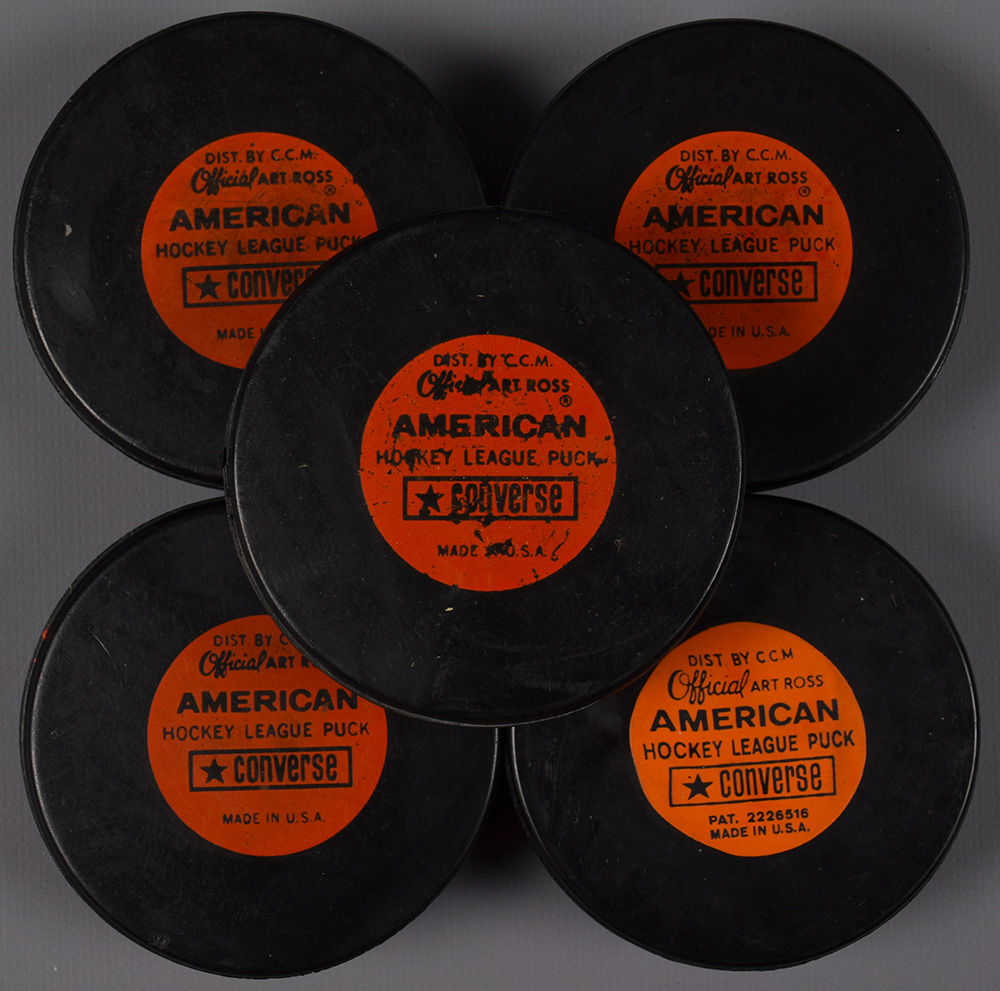 DIST. BY C.C.M.
Official ART ROSS
®
AMERICAN
HOCKEY LEAGUE PUCK
★ converse
MADE
DIST. BY C.C.M.
Official ART ROSS
®
AMERICAN
HOCKEY LEAGUE PUCK
★ converse
DE IN U.S.A.
DIST. BY C.C.M.
Official ART ROSS
®
AMERICAN
HOCKEY LEAGUE PUCK
★ converse
MADE U.S.A.
DIST. BY C
Official ART R
AMERICAN
HOCKEY LEAGUE PUCK
★ converse
MADE IN U.S.A.
DIST. BY C.C.M
Official ART ROSS
AMERICAN
HOCKEY LEAGUE PUCK
★ converse
PAT. 2226516
MADE IN U.S.A.